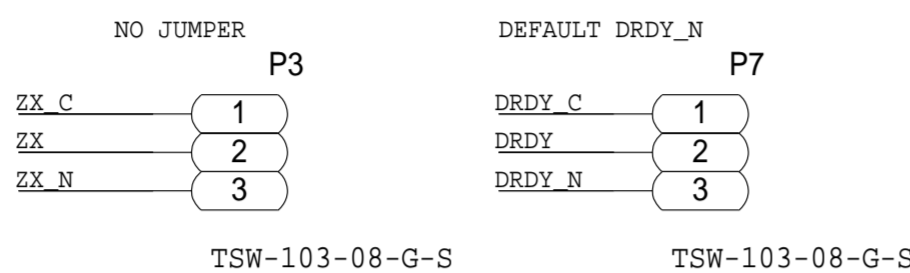 NO JUMPER
P3
ZX_C 1
ZX 2
ZX_N 3
TSW-103-08-G-S
DEFAULT DRDY_N
P7
DRDY_C 1
DRDY 2
DRDY_N 3
TSW-103-08-G-S